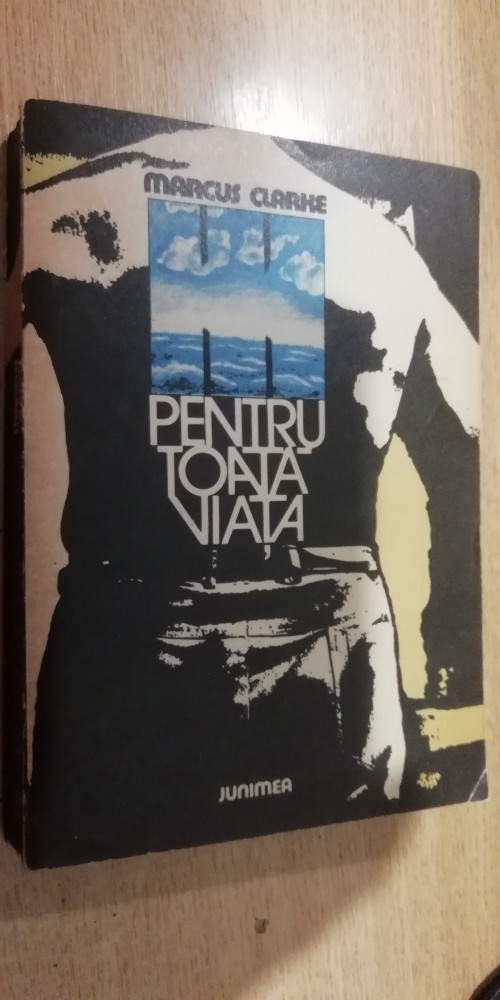 MARCUS CLARKE
PENTRU
TOATĂ
VIAȚA
JUNIMEA